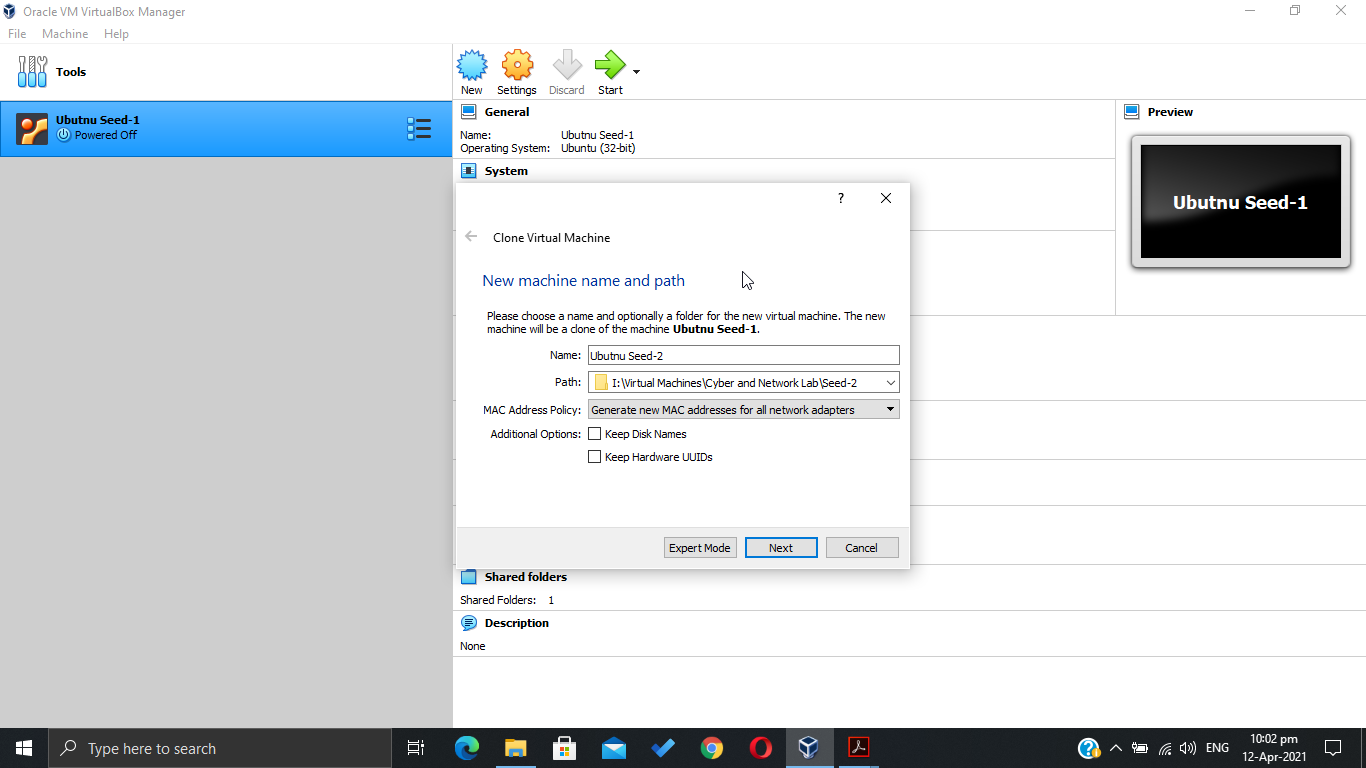 Oracle VM VirtualBox Manager
File Machine Help
Tools
New Settings Discard Start
Ubutnu Seed-1
Powered Off
General
Name: Ubutnu Seed-1
Operating System: Ubuntu (32-bit)
System
Preview
Ubutnu Seed-1
?
Clone Virtual Machine
New machine name and path
Please choose a name and optionally a folder for the new virtual machine. The new
machine will be a clone of the machine Ubutnu Seed-1.
Name: Ubutnu Seed-2
Path: I:\Virtual Machines\Cyber and Network Lab\Seed-2
MAC Address Policy: Generate new MAC addresses for all network adapters
Additional Options: Keep Disk Names
Keep Hardware UUIDs
Expert Mode Next Cancel
Shared folders
Shared Folders: 1
Description
None
Type here to search
ENG
10:02 pm
12-Apr-2021